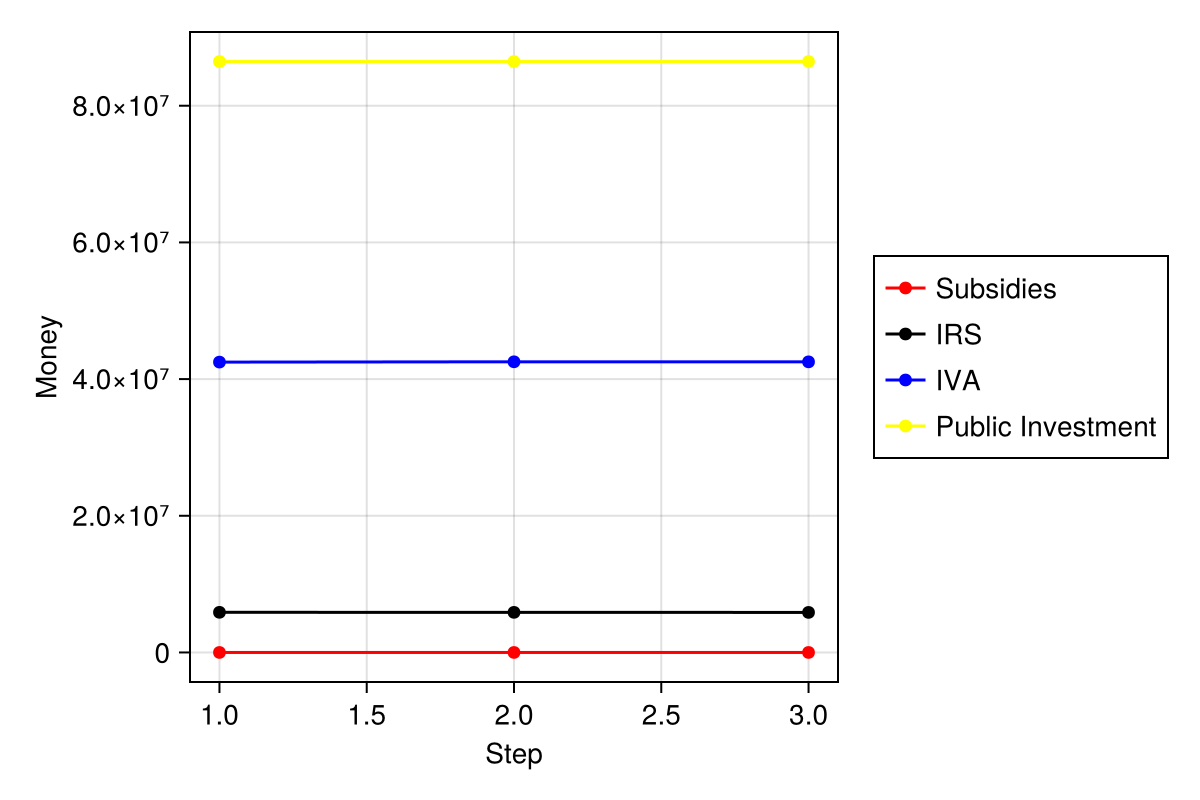 8.0×10⁷
6.0×10⁷
4.0×10⁷
2.0×10⁷
0
Money
1.0 1.5 2.0 2.5 3.0
Step
Subsidies
IRS
IVA
Public Investment